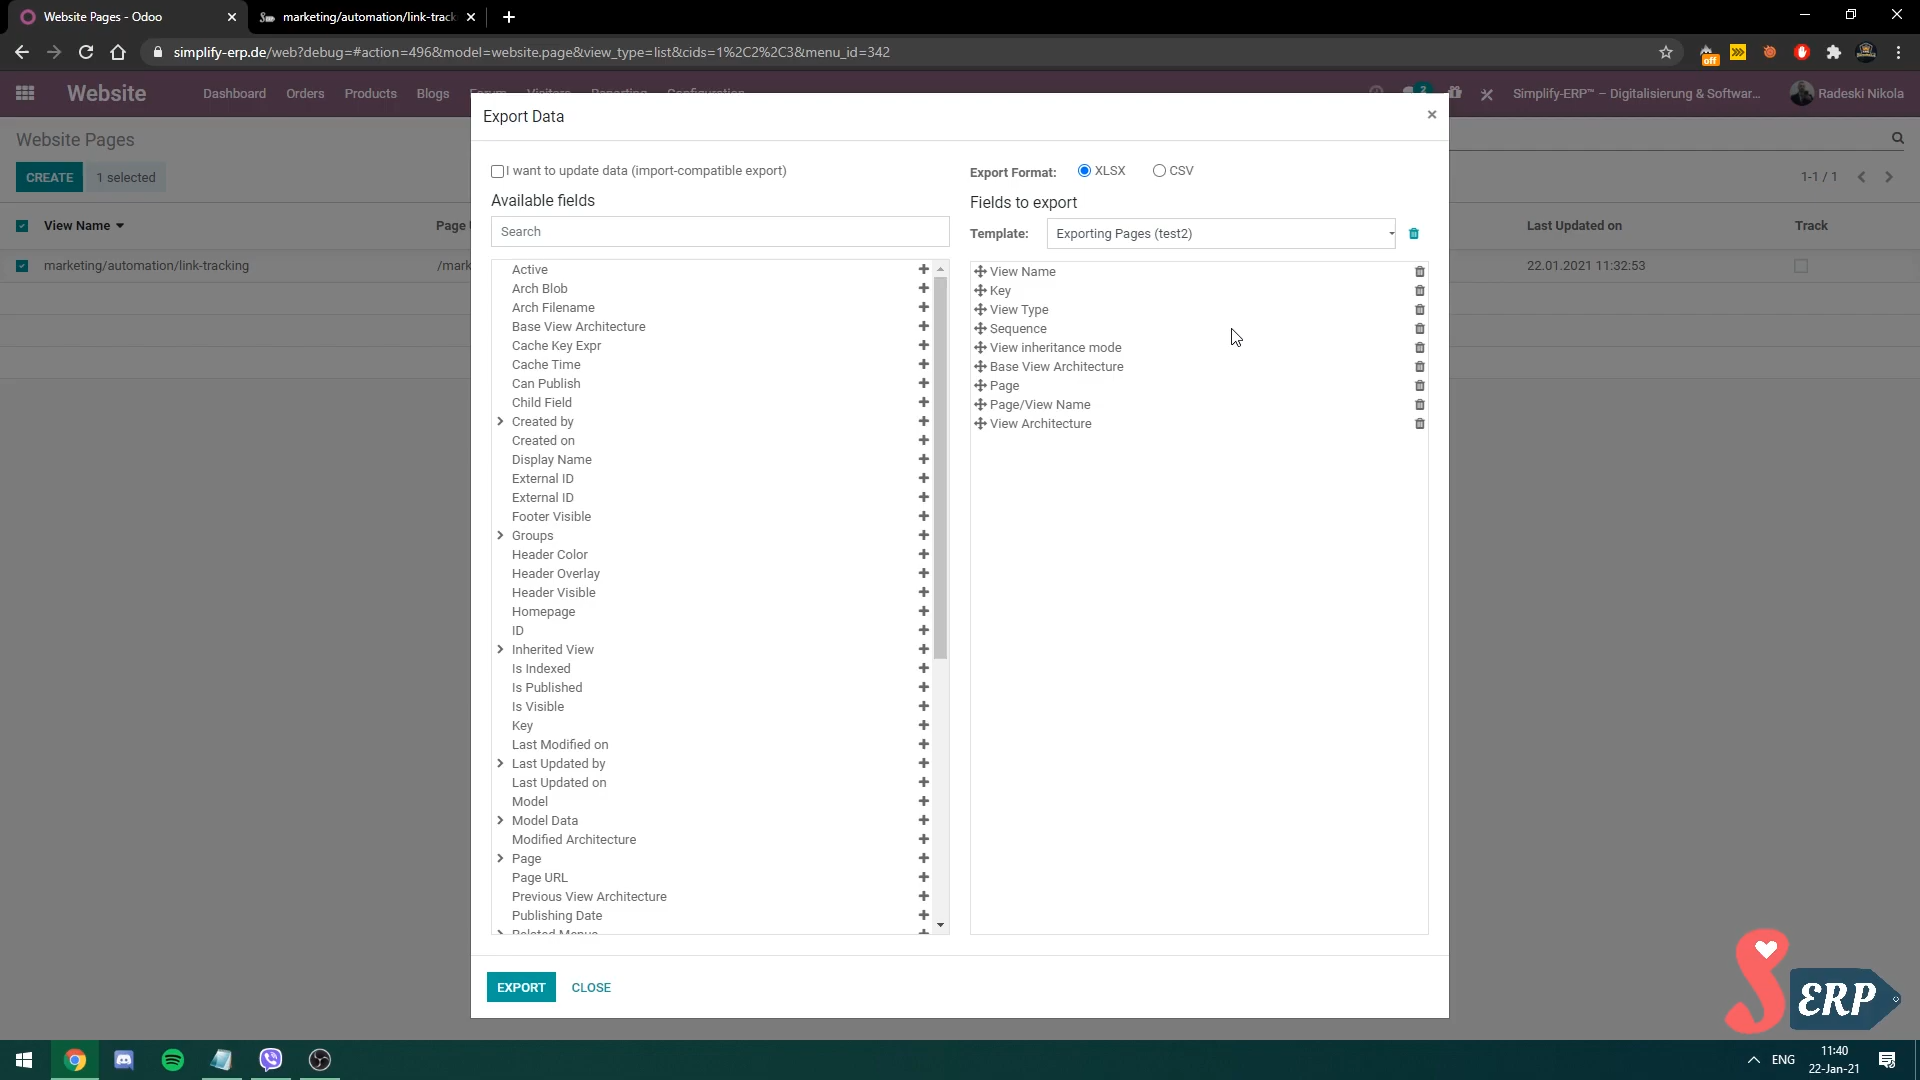 Website Pages - Odoo
marketing/automation/link-track
simplify-erp.de/web?debug=#action=496&model=website.page&view_type=list&cids=1%2C2%2C3&menu_id=342
off
Website
Dashboard
Orders
Products
Blogs
Forum
Visitors
Reporting
Configuration
2
Simplify-ERP™ – Digitalisierung & Softwar...
Radeski Nikola
Website Pages
CREATE
1 selected
1-1 / 1
View Name
Page
Last Updated on
Track
marketing/automation/link-tracking
/mark
22.01.2021 11:32:53
Export Data
I want to update data (import-compatible export)
Export Format:
XLSX
CSV
Available fields
Fields to export
Search
Template:
Exporting Pages (test2)
Active
Arch Blob
Arch Filename
Base View Architecture
Cache Key Expr
Cache Time
Can Publish
Child Field
Created by
Created on
Display Name
External ID
External ID
Footer Visible
Groups
Header Color
Header Overlay
Header Visible
Homepage
ID
Inherited View
Is Indexed
Is Published
Is Visible
Key
Last Modified on
Last Updated by
Last Updated on
Model
Model Data
Modified Architecture
Page
Page URL
Previous View Architecture
Publishing Date
Related Menus
View Name
Key
View Type
Sequence
View inheritance mode
Base View Architecture
Page
Page/View Name
View Architecture
EXPORT
CLOSE
S ERP
ENG
11:40
22-Jan-21